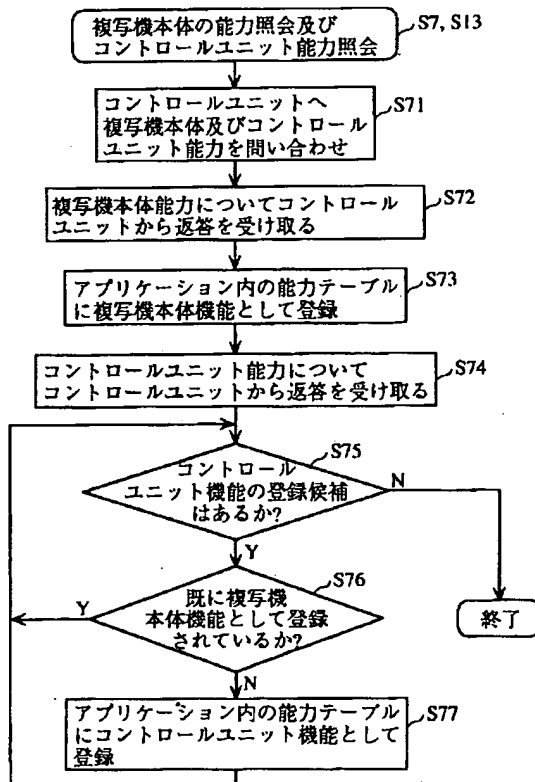 複写機本体の能力照会及び
コントロールユニット能力照会
S7, S13
コントロールユニットへ
複写機本体及びコントロール
ユニット能力を問い合わせ
S71
複写機本体能力についてコントロール
ユニットから返答を受け取る
S72
アプリケーション内の能力テーブル
に複写機本体機能として登録
S73
コントロールユニット能力について
コントロールユニットから返答を受け取る
S74
コントロール
ユニット機能の登録候補
はあるか?
S75
N
Y
既に複写機
本体機能として登録
されているか?
S76
Y
終了
N
アプリケーション内の能力テーブル
にコントロールユニット機能として
登録
S77